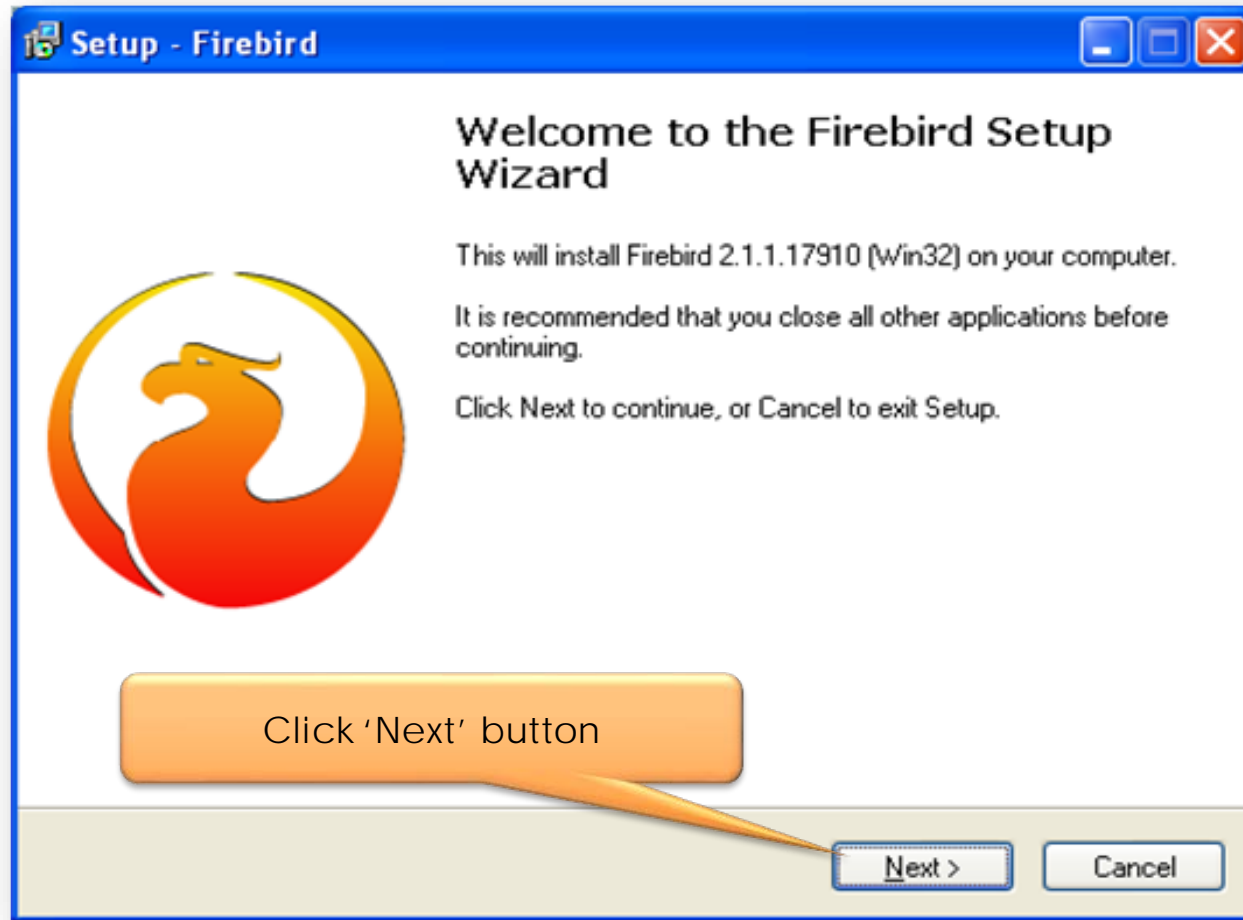 Setup - Firebird
Welcome to the Firebird Setup
Wizard
This will install Firebird 2.1.1.17910 (Win32) on your computer.
It is recommended that you close all other applications before
continuing.
Click Next to continue, or Cancel to exit Setup.
Click ‘Next’ button
Next >
Cancel